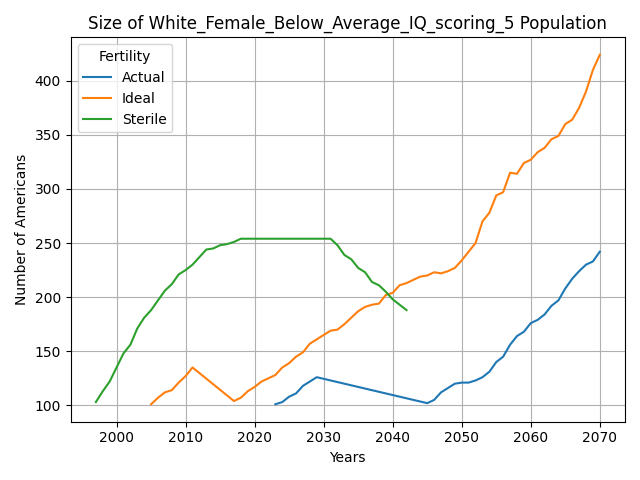 Size of White_Female_Below_Average_IQ_scoring_5 Population
Fertility
Actual
Ideal
Sterile
Number of Americans
400
350
300
250
200
150
100
2000 2010 2020 2030 2040 2050 2060 2070
Years